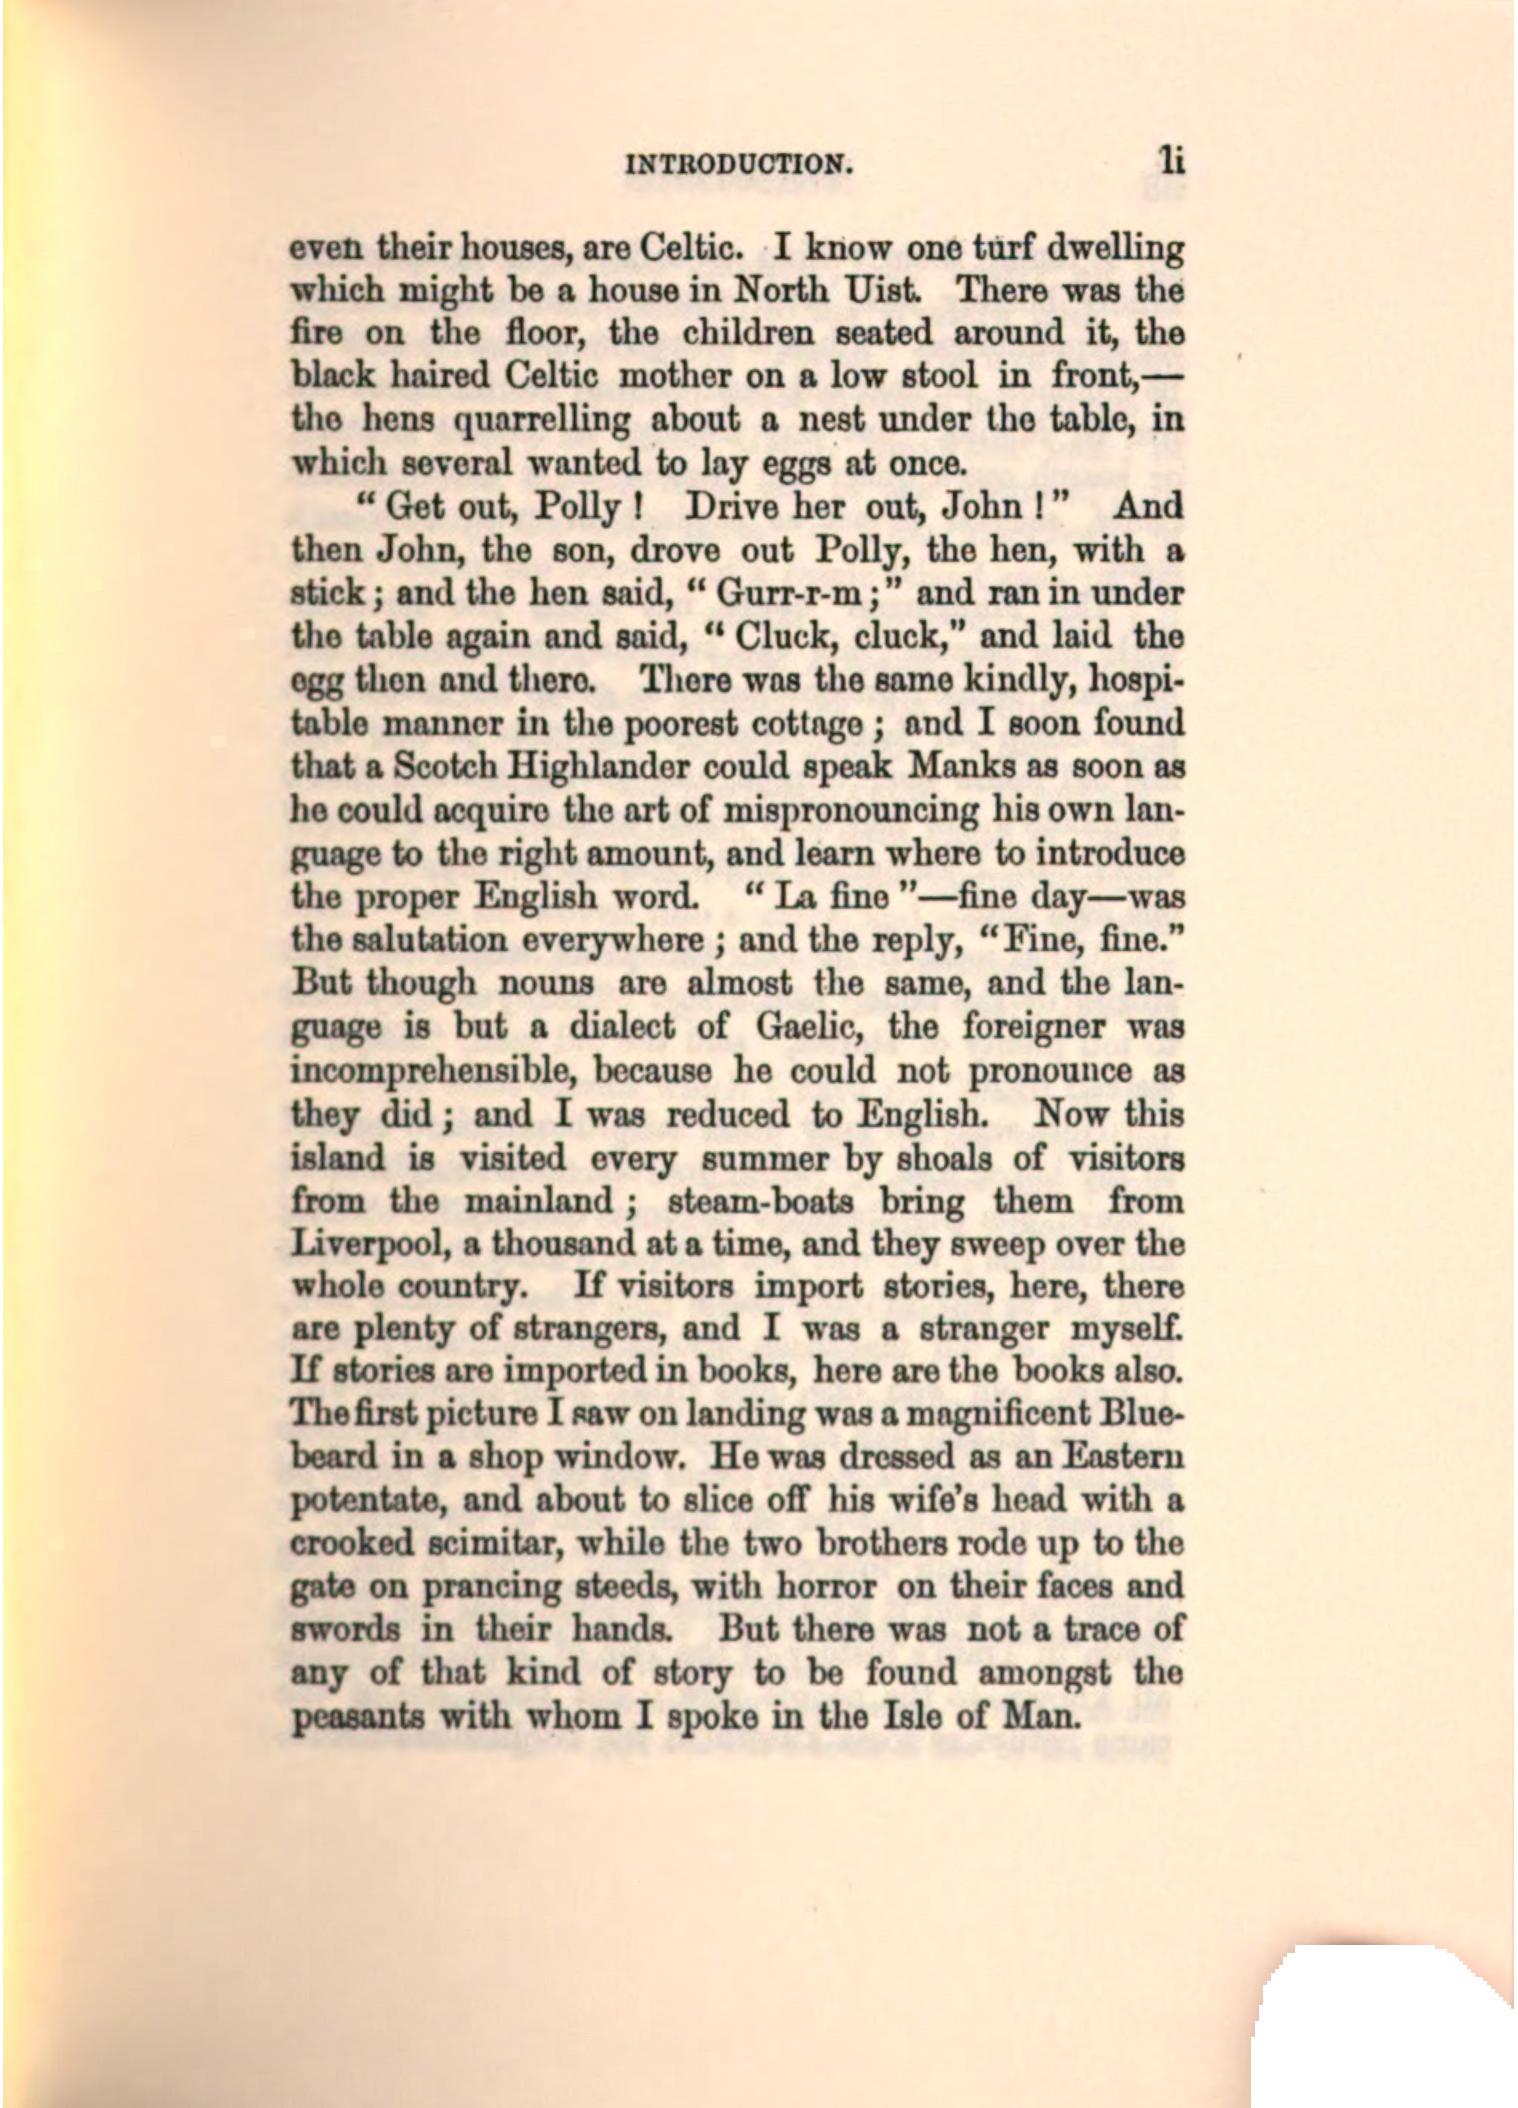 INTRODUCTION. li
even their houses, are Celtic. I know one turf dwelling
which might be a house in North Uist. There was the
fire on the floor, the children seated around it, the
black haired Celtic mother on a low stool in front,—
the hens quarrelling about a nest under the table, in
which several wanted to lay eggs at once.
“ Get out, Polly ! Drive her out, John ! ” And
then John, the son, drove out Polly, the hen, with a
stick ; and the hen said, “ Gurr-r-m ; ” and ran in under
the table again and said, “ Cluck, cluck,” and laid the
egg then and there. There was the same kindly, hospi-
table manner in the poorest cottage ; and I soon found
that a Scotch Highlander could speak Manks as soon as
he could acquire the art of mispronouncing his own lan-
guage to the right amount, and learn where to introduce
the proper English word. “ La fine ”—fine day—was
the salutation everywhere ; and the reply, “ Fine, fine.”
But though nouns are almost the same, and the lan-
guage is but a dialect of Gaelic, the foreigner was
incomprehensible, because he could not pronounce as
they did ; and I was reduced to English. Now this
island is visited every summer by shoals of visitors
from the mainland ; steam-boats bring them from
Liverpool, a thousand at a time, and they sweep over the
whole country. If visitors import stories, here, there
are plenty of strangers, and I was a stranger myself.
If stories are imported in books, here are the books also.
The first picture I saw on landing was a magnificent Blue-
beard in a shop window. He was dressed as an Eastern
potentate, and about to slice off his wife’s head with a
crooked scimitar, while the two brothers rode up to the
gate on prancing steeds, with horror on their faces and
swords in their hands. But there was not a trace of
any of that kind of story to be found amongst the
peasants with whom I spoke in the Isle of Man.